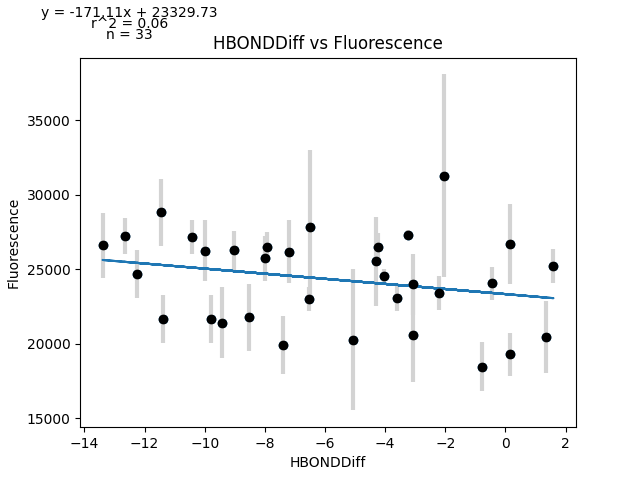 y = -171.11x + 23329.73
r^2 = 0.06
n = 33
HBONDDiff vs Fluorescence
Fluorescence
35000
30000
25000
20000
15000
−14
−12
−10
−8
−6
−4
−2
0
2
HBONDDiff